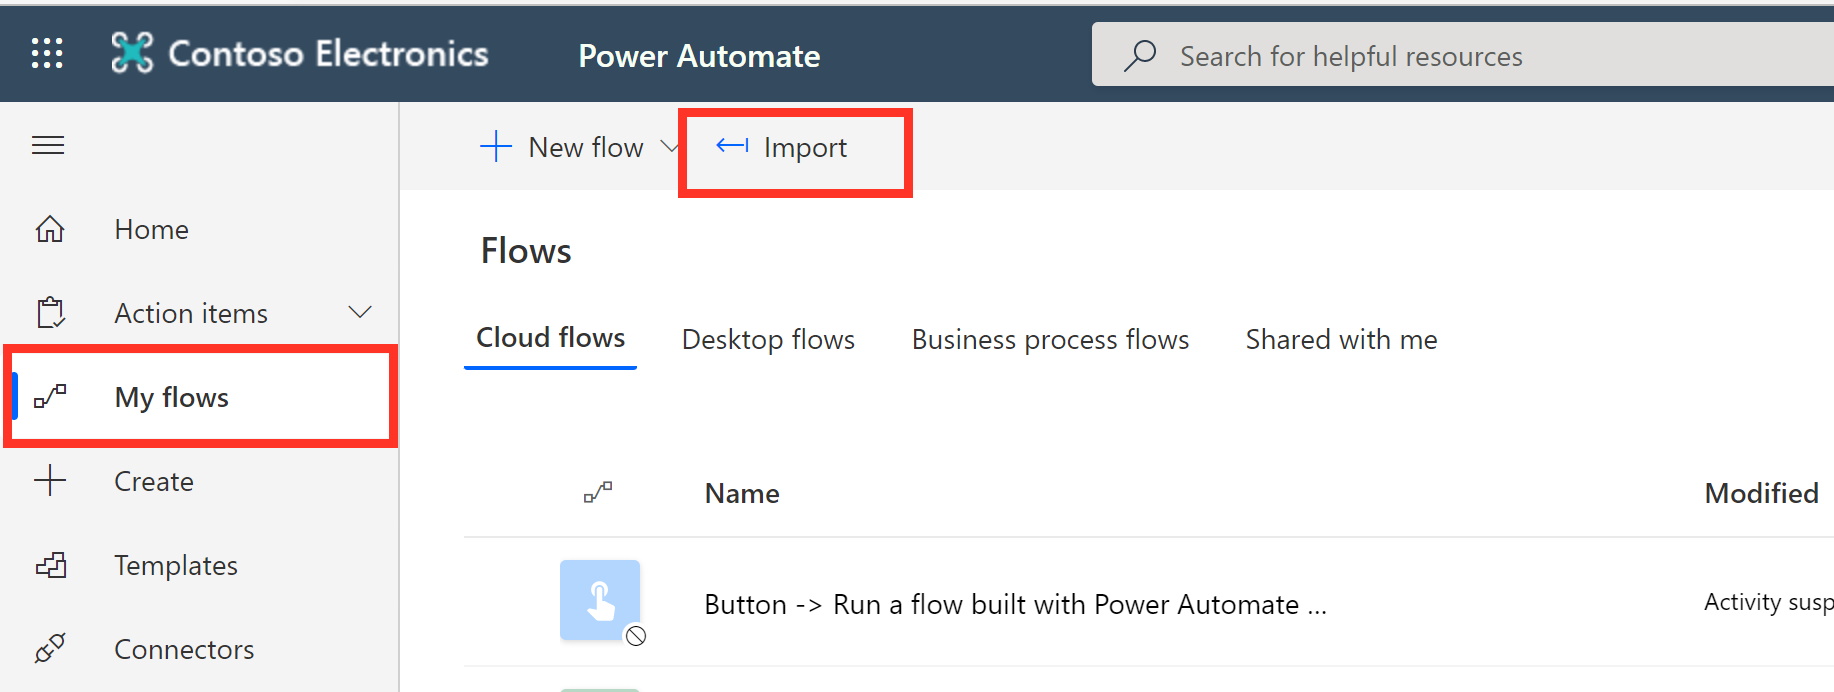 Contoso Electronics
Power Automate
Search for helpful resources
New flow
Import
Home
Action items
My flows
Create
Templates
Connectors
Flows
Cloud flows
Desktop flows
Business process flows
Shared with me
Name
Modified
Button -> Run a flow built with Power Automate ...
Activity susp